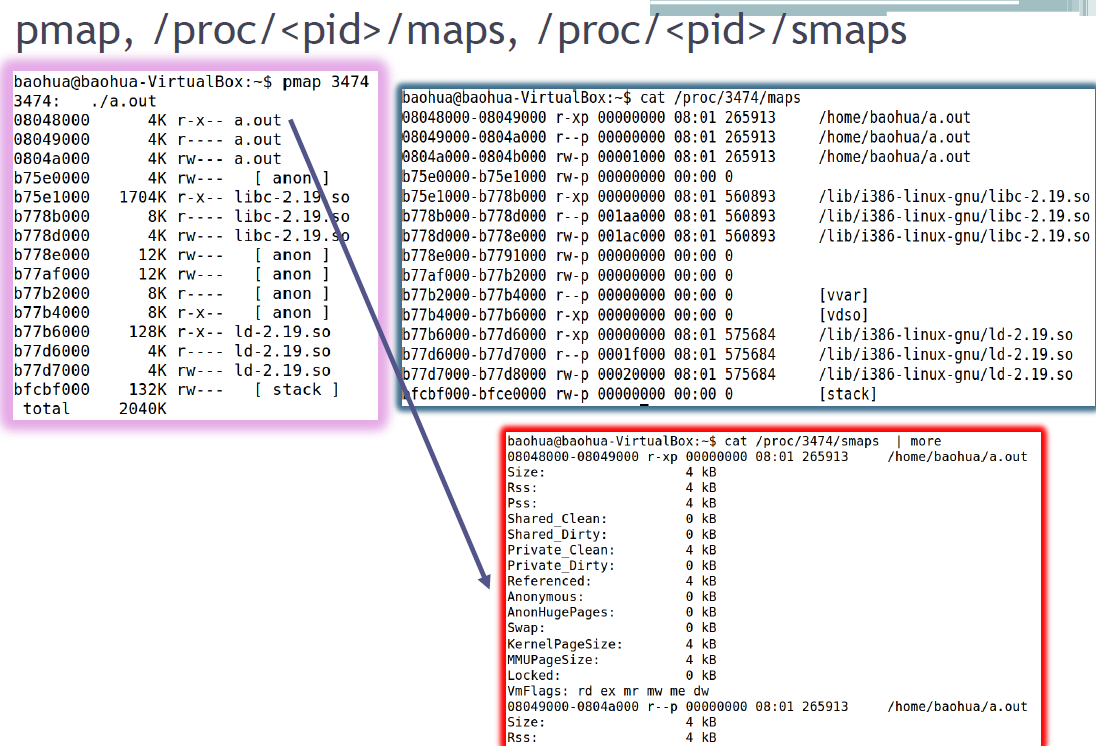 pmap, /proc/<pid>/maps, /proc/<pid>/smaps
baohua@baohua-VirtualBox:~$ pmap 3474
3474:   ./a.out
08048000      4K r-x-- a.out
08049000      4K r---- a.out
0804a000      4K rw--- a.out
b75e0000      4K rw---   [ anon ]
b75e1000   1704K r-x-- libc-2.19.so
b778b000      8K r---- libc-2.19.so
b778d000      4K rw--- libc-2.19.so
b778e000     12K rw---   [ anon ]
b77af000     12K rw---   [ anon ]
b77b2000      8K r----   [ anon ]
b77b4000      8K r-x--   [ anon ]
b77b6000    128K r-x-- ld-2.19.so
b77d6000      4K r---- ld-2.19.so
b77d7000      4K rw--- ld-2.19.so
bfcbf000    132K rw---   [ stack ]
 total     2040K
baohua@baohua-VirtualBox:~$ cat /proc/3474/maps
08048000-08049000 r-xp 00000000 08:01 265913     /home/baohua/a.out
08049000-0804a000 r--p 00000000 08:01 265913     /home/baohua/a.out
0804a000-0804b000 rw-p 00001000 08:01 265913     /home/baohua/a.out
b75e0000-b75e1000 rw-p 00000000 00:00 0
b75e1000-b778b000 r-xp 00000000 08:01 560893     /lib/i386-linux-gnu/libc-2.19.so
b778b000-b778d000 r--p 001aa000 08:01 560893     /lib/i386-linux-gnu/libc-2.19.so
b778d000-b778e000 rw-p 001ac000 08:01 560893     /lib/i386-linux-gnu/libc-2.19.so
b778e000-b7791000 rw-p 00000000 00:00 0
b77af000-b77b2000 rw-p 00000000 00:00 0
b77b2000-b77b4000 r--p 00000000 00:00 0          [vvar]
b77b4000-b77b6000 r-xp 00000000 00:00 0          [vdso]
b77b6000-b77d6000 r-xp 00000000 08:01 575684     /lib/i386-linux-gnu/ld-2.19.so
b77d6000-b77d7000 r--p 0001f000 08:01 575684     /lib/i386-linux-gnu/ld-2.19.so
b77d7000-b77d8000 rw-p 00020000 08:01 575684     /lib/i386-linux-gnu/ld-2.19.so
bfcbf000-bfce0000 rw-p 00000000 00:00 0          [stack]
baohua@baohua-VirtualBox:~$ cat /proc/3474/smaps  | more
08048000-08049000 r-xp 00000000 08:01 265913     /home/baohua/a.out
Size:                  4 kB
Rss:                   4 kB
Pss:                   4 kB
Shared_Clean:          0 kB
Shared_Dirty:          0 kB
Private_Clean:         4 kB
Private_Dirty:         0 kB
Referenced:            4 kB
Anonymous:             0 kB
AnonHugePages:         0 kB
Swap:                  0 kB
KernelPageSize:        4 kB
MMUPageSize:           4 kB
Locked:                0 kB
VmFlags: rd ex mr mw me dw
08049000-0804a000 r--p 00000000 08:01 265913     /home/baohua/a.out
Size:                  4 kB
Rss:                   4 kB